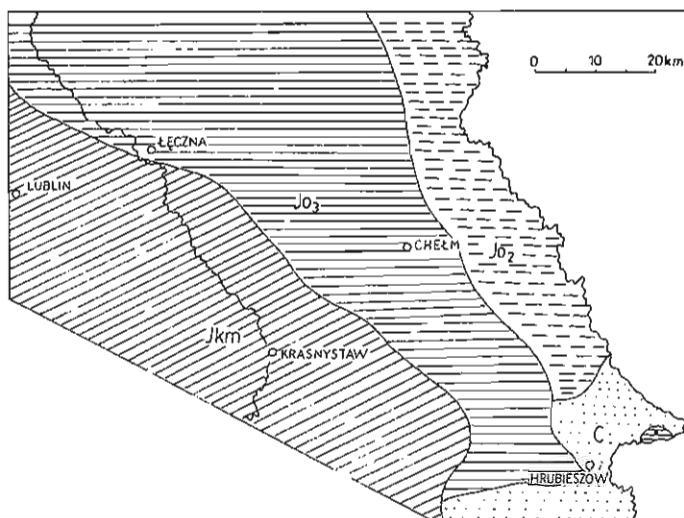 0 10 20km
ŁĘCZNA
LUBLIN
Jo₃
CHEŁM
Jo₂
Jkm
KRASNYSTAW
C
HRUBIESZÓW